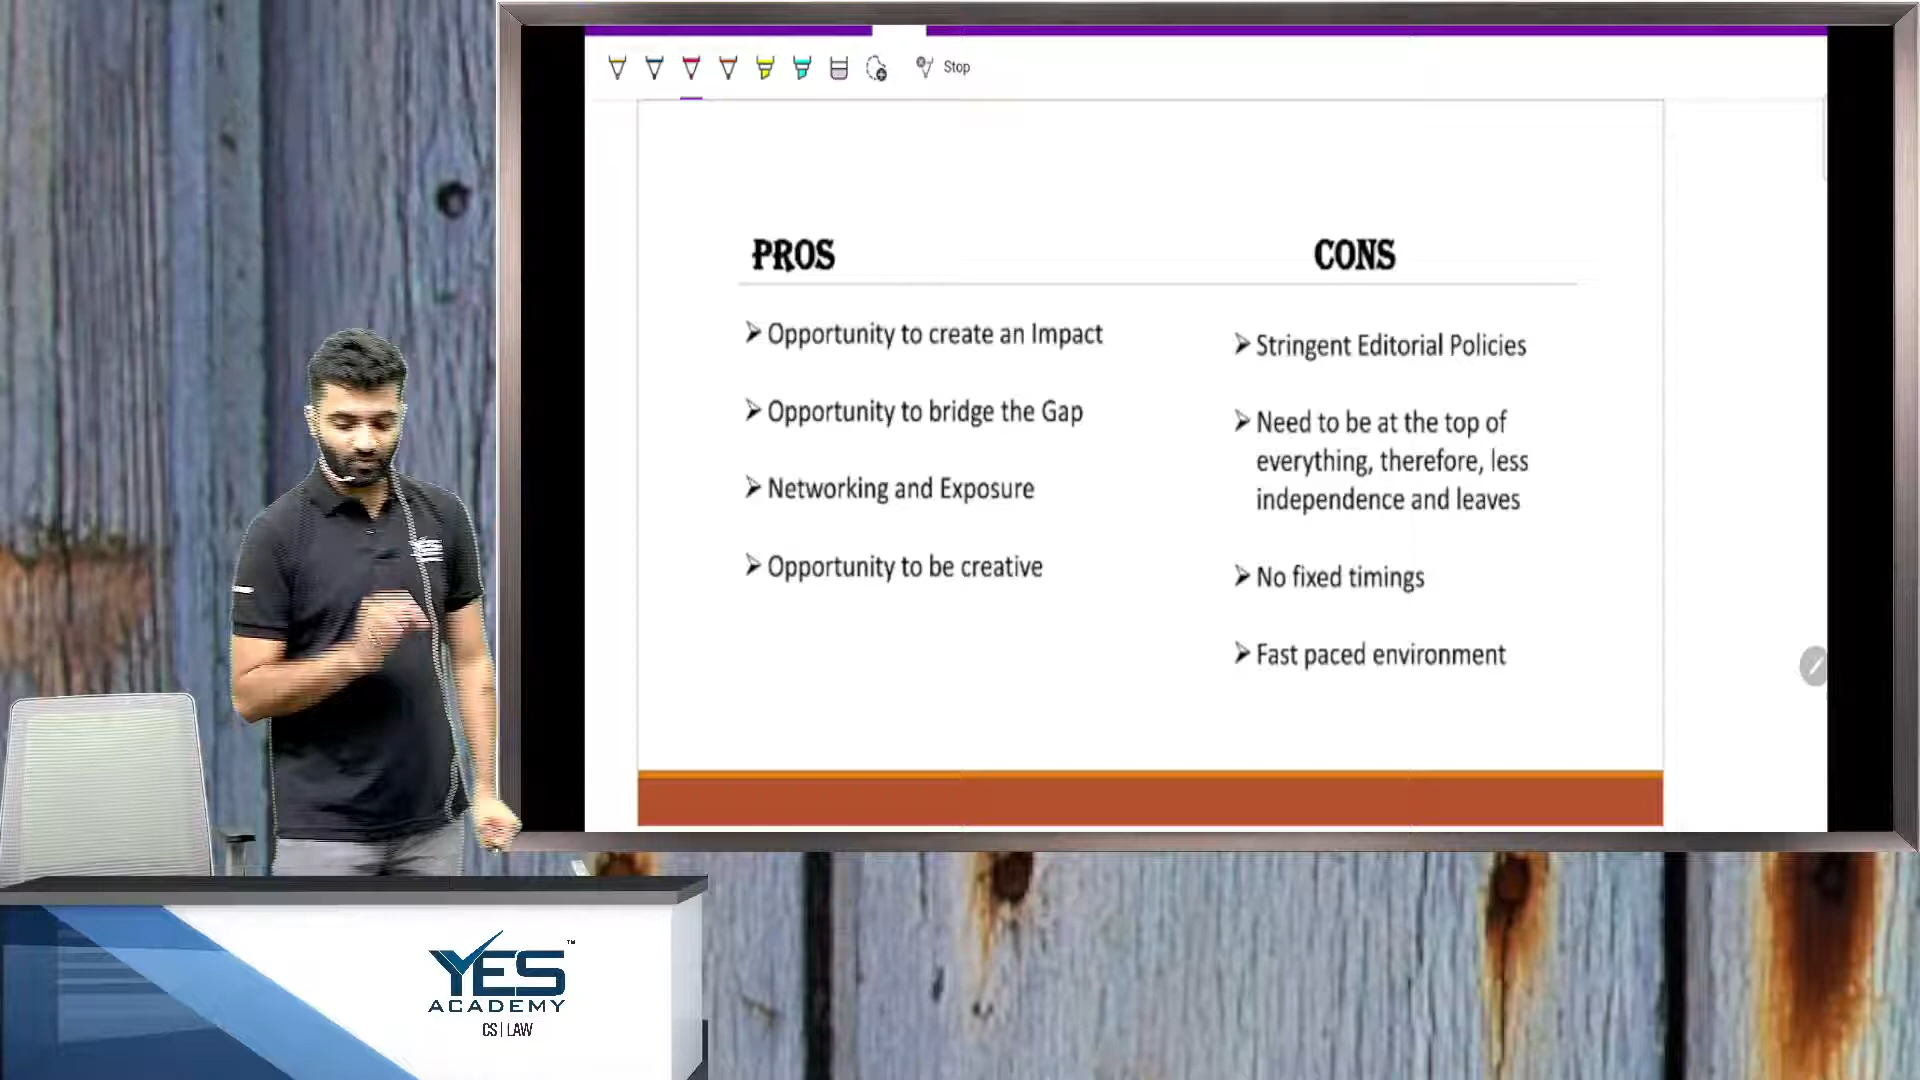 Stop
PROS
CONS
➢ Opportunity to create an Impact
➢ Opportunity to bridge the Gap
➢ Networking and Exposure
➢ Opportunity to be creative
➢ Stringent Editorial Policies
➢ Need to be at the top of
everything, therefore, less
independence and leaves
➢ No fixed timings
➢ Fast paced environment
YES™
ACADEMY
CS | LAW